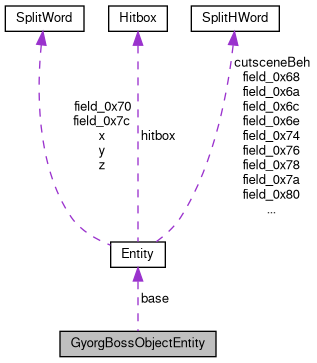 SplitWord
Hitbox
SplitHWord
cutsceneBeh
field_0x68
field_0x6a
field_0x6c
field_0x6e
field_0x74
field_0x76
field_0x78
field_0x7a
field_0x80
...
field_0x70
field_0x7c
x
y
z
hitbox
Entity
base
GyorgBossObjectEntity